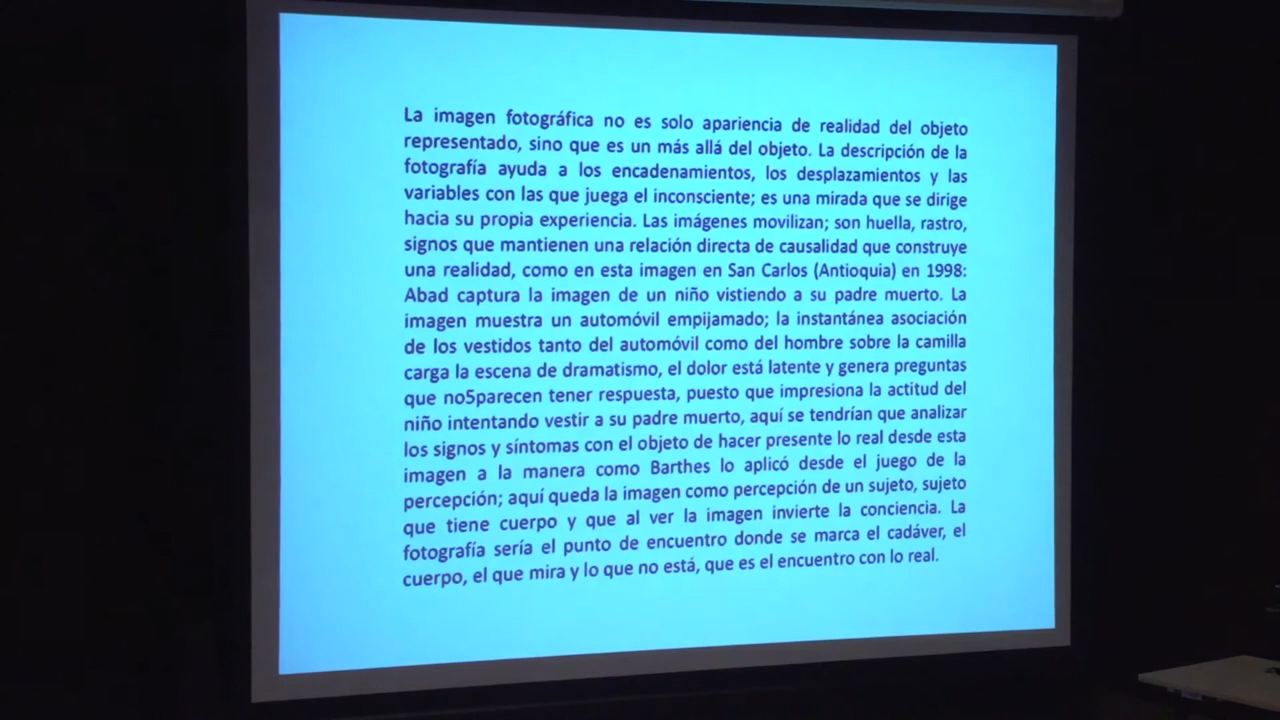 La imagen fotográfica no es solo apariencia de realidad del objeto
representado, sino que es un más allá del objeto. La descripción de la
fotografía ayuda a los encadenamientos, los desplazamientos y las
variables con las que juega el inconsciente; es una mirada que se dirige
hacia su propia experiencia. Las imágenes movilizan; son huella, rastro,
signos que mantienen una relación directa de causalidad que construye
una realidad, como en esta imagen en San Carlos (Antioquia) en 1998:
Abad captura la imagen de un niño vistiendo a su padre muerto. La
imagen muestra un automóvil empijamado; la instantánea asociación
de los vestidos tanto del automóvil como del hombre sobre la camilla
carga la escena de dramatismo, el dolor está latente y genera preguntas
que no5parecen tener respuesta, puesto que impresiona la actitud del
niño intentando vestir a su padre muerto, aquí se tendrían que analizar
los signos y síntomas con el objeto de hacer presente lo real desde esta
imagen a la manera como Barthes lo aplicó desde el juego de la
percepción; aquí queda la imagen como percepción de un sujeto, sujeto
que tiene cuerpo y que al ver la imagen invierte la conciencia. La
fotografía sería el punto de encuentro donde se marca el cadáver, el
cuerpo, el que mira y lo que no está, que es el encuentro con lo real.